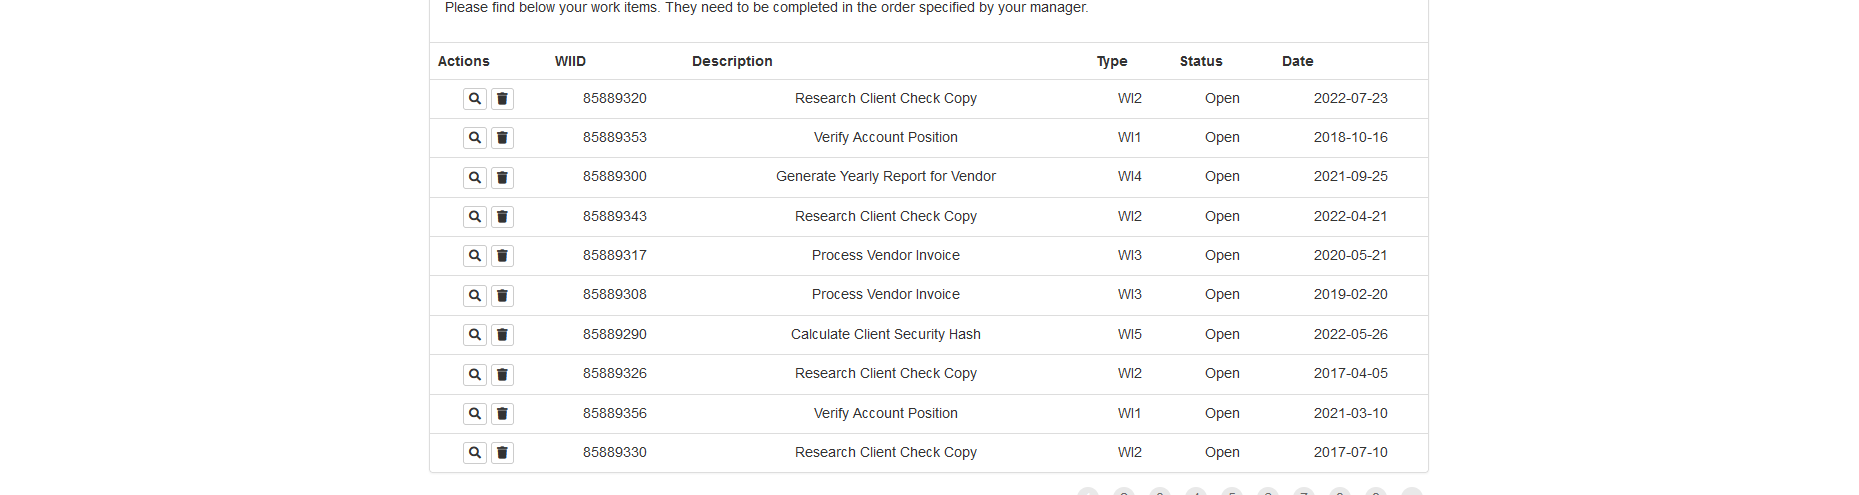 Please find below your work items. They need to be completed in the order specified by your manager.
Actions WIID Description Type Status Date
85889320 Research Client Check Copy WI2 Open 2022-07-23
85889353 Verify Account Position WI1 Open 2018-10-16
85889300 Generate Yearly Report for Vendor WI4 Open 2021-09-25
85889343 Research Client Check Copy WI2 Open 2022-04-21
85889317 Process Vendor Invoice WI3 Open 2020-05-21
85889308 Process Vendor Invoice WI3 Open 2019-02-20
85889290 Calculate Client Security Hash WI5 Open 2022-05-26
85889326 Research Client Check Copy WI2 Open 2017-04-05
85889356 Verify Account Position WI1 Open 2021-03-10
85889330 Research Client Check Copy WI2 Open 2017-07-10